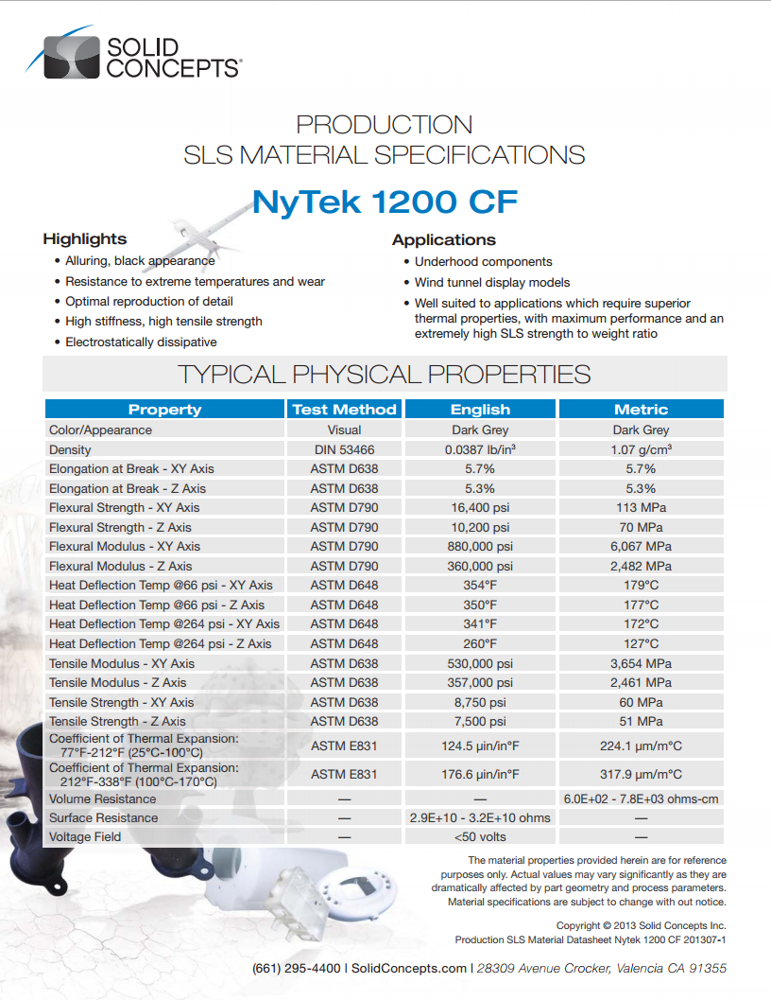 SOLID
CONCEPTS®
PRODUCTION
SLS MATERIAL SPECIFICATIONS
NyTek 1200 CF
Highlights
• Alluring, black appearance
• Resistance to extreme temperatures and wear
• Optimal reproduction of detail
• High stiffness, high tensile strength
• Electrostatically dissipative
Applications
• Underhood components
• Wind tunnel display models
• Well suited to applications which require superior
thermal properties, with maximum performance and an
extremely high SLS strength to weight ratio
TYPICAL PHYSICAL PROPERTIES
Property Test Method English Metric
Color/Appearance Visual Dark Grey Dark Grey
Density DIN 53466 0.0387 lb/in³ 1.07 g/cm³
Elongation at Break - XY Axis ASTM D638 5.7% 5.7%
Elongation at Break - Z Axis ASTM D638 5.3% 5.3%
Flexural Strength - XY Axis ASTM D790 16,400 psi 113 MPa
Flexural Strength - Z Axis ASTM D790 10,200 psi 70 MPa
Flexural Modulus - XY Axis ASTM D790 880,000 psi 6,067 MPa
Flexural Modulus - Z Axis ASTM D790 360,000 psi 2,482 MPa
Heat Deflection Temp @66 psi - XY Axis ASTM D648 354°F 179°C
Heat Deflection Temp @66 psi - Z Axis ASTM D648 350°F 177°C
Heat Deflection Temp @264 psi - XY Axis ASTM D648 341°F 172°C
Heat Deflection Temp @264 psi - Z Axis ASTM D648 260°F 127°C
Tensile Modulus - XY Axis ASTM D638 530,000 psi 3,654 MPa
Tensile Modulus - Z Axis ASTM D638 357,000 psi 2,461 MPa
Tensile Strength - XY Axis ASTM D638 8,750 psi 60 MPa
Tensile Strength - Z Axis ASTM D638 7,500 psi 51 MPa
Coefficient of Thermal Expansion:
77°F-212°F (25°C-100°C) ASTM E831 124.5 µin/in°F 224.1 µm/m°C
Coefficient of Thermal Expansion:
212°F-338°F (100°C-170°C) ASTM E831 176.6 µin/in°F 317.9 µm/m°C
Volume Resistance — — 6.0E+02 - 7.8E+03 ohms-cm
Surface Resistance — 2.9E+10 - 3.2E+10 ohms —
Voltage Field — <50 volts —
The material properties provided herein are for reference
purposes only. Actual values may vary significantly as they are
dramatically affected by part geometry and process parameters.
Material specifications are subject to change with out notice.
Copyright © 2013 Solid Concepts Inc.
Production SLS Material Datasheet Nytek 1200 CF 201307-1
(661) 295-4400 | SolidConcepts.com | 28309 Avenue Crocker, Valencia CA 91355